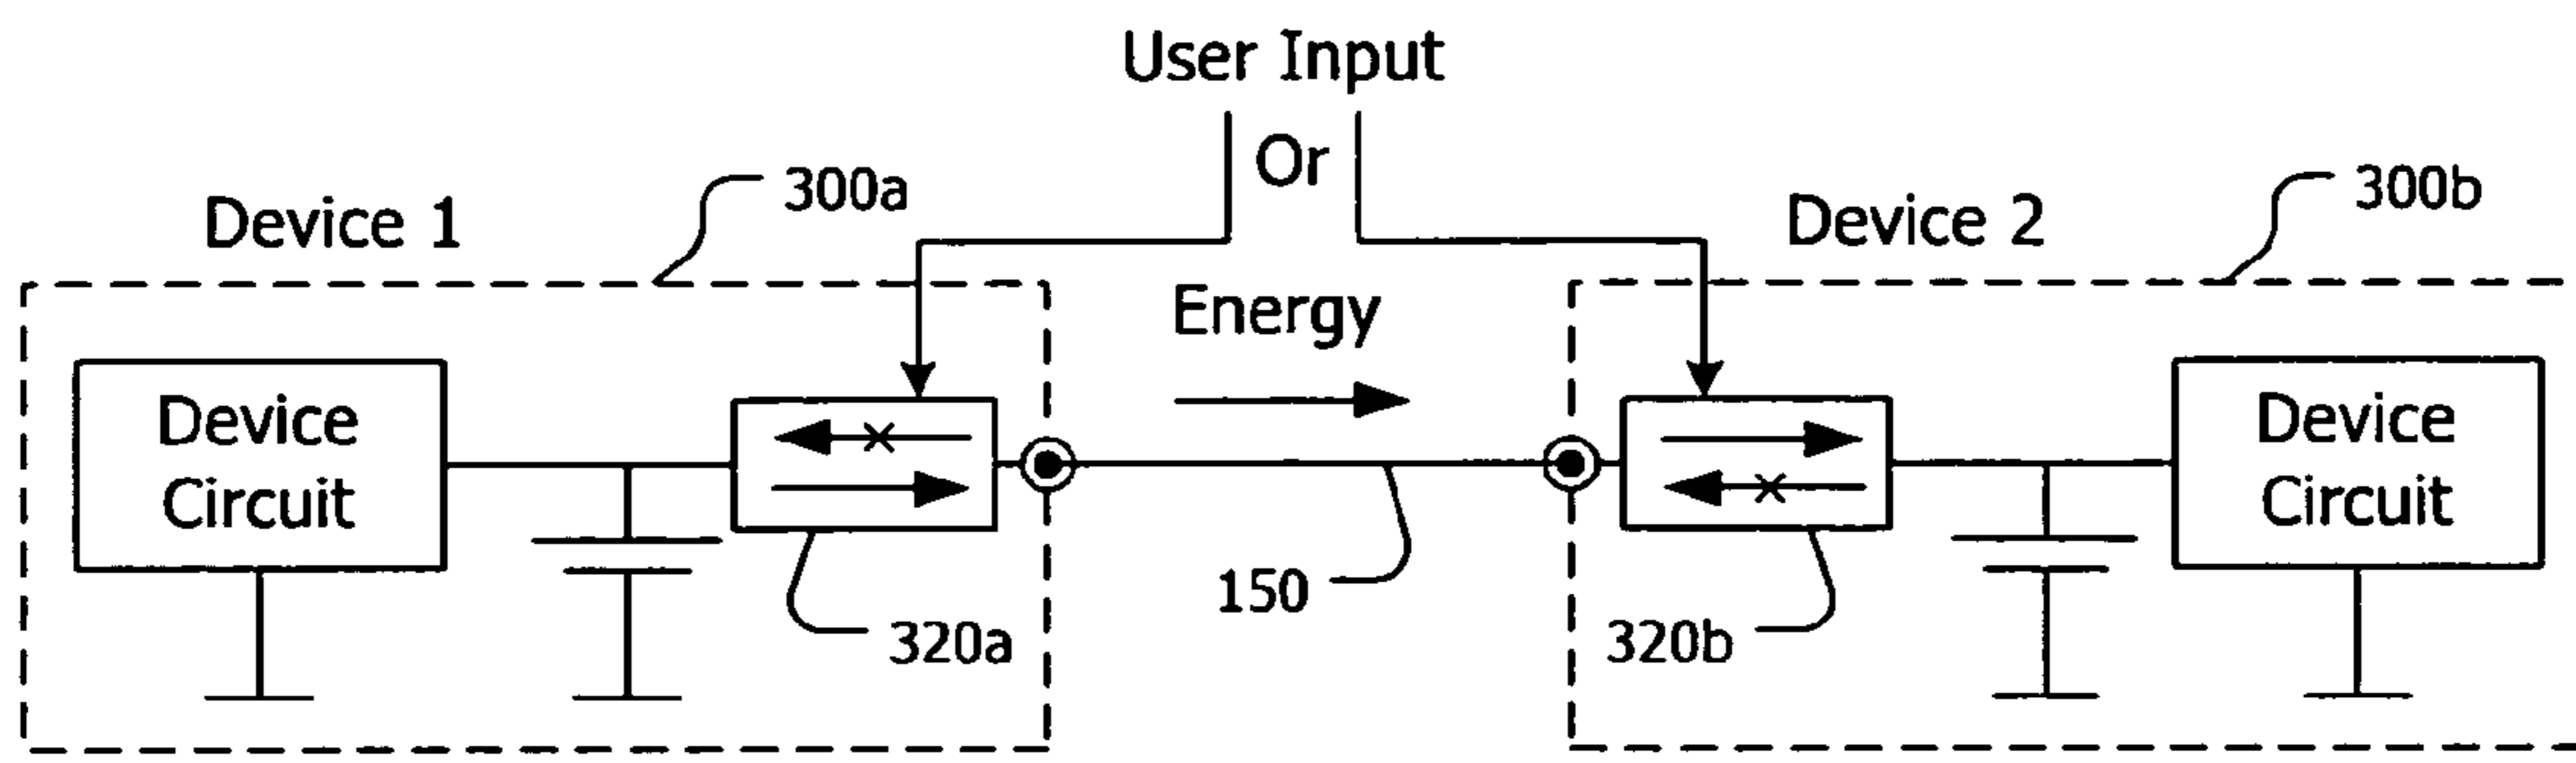 User Input
Or
Device 1
300a
Device 2
300b
Energy
Device
Circuit
Device
Circuit
150
320a
320b